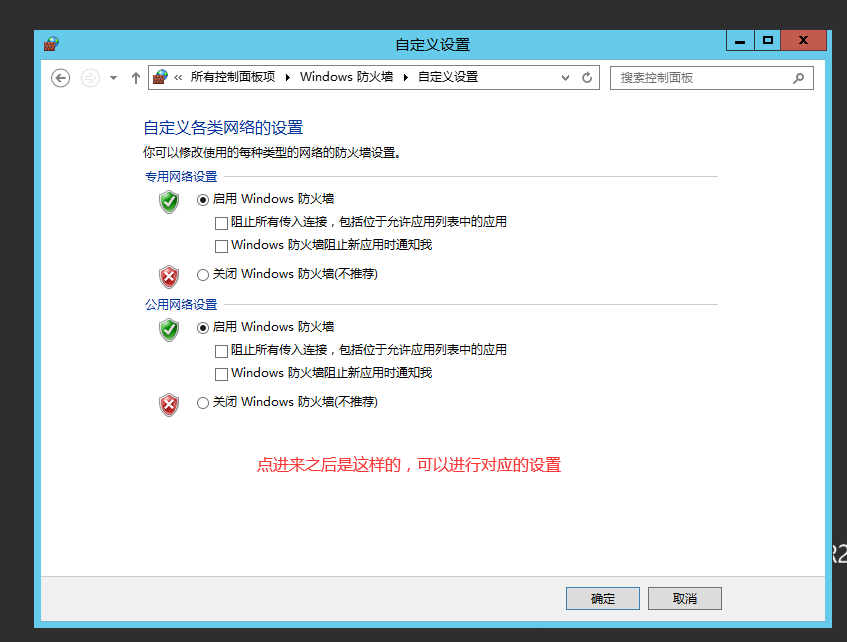 自定义设置
« 所有控制面板项 Windows 防火墙 自定义设置
搜索控制面板
自定义各类网络的设置
你可以修改使用的每种类型的网络的防火墙设置。
专用网络设置
启用 Windows 防火墙
阻止所有传入连接，包括位于允许应用列表中的应用
Windows 防火墙阻止新应用时通知我
关闭 Windows 防火墙(不推荐)
公用网络设置
启用 Windows 防火墙
阻止所有传入连接，包括位于允许应用列表中的应用
Windows 防火墙阻止新应用时通知我
关闭 Windows 防火墙(不推荐)
点进来之后是这样的，可以进行对应的设置
R2
确定
取消